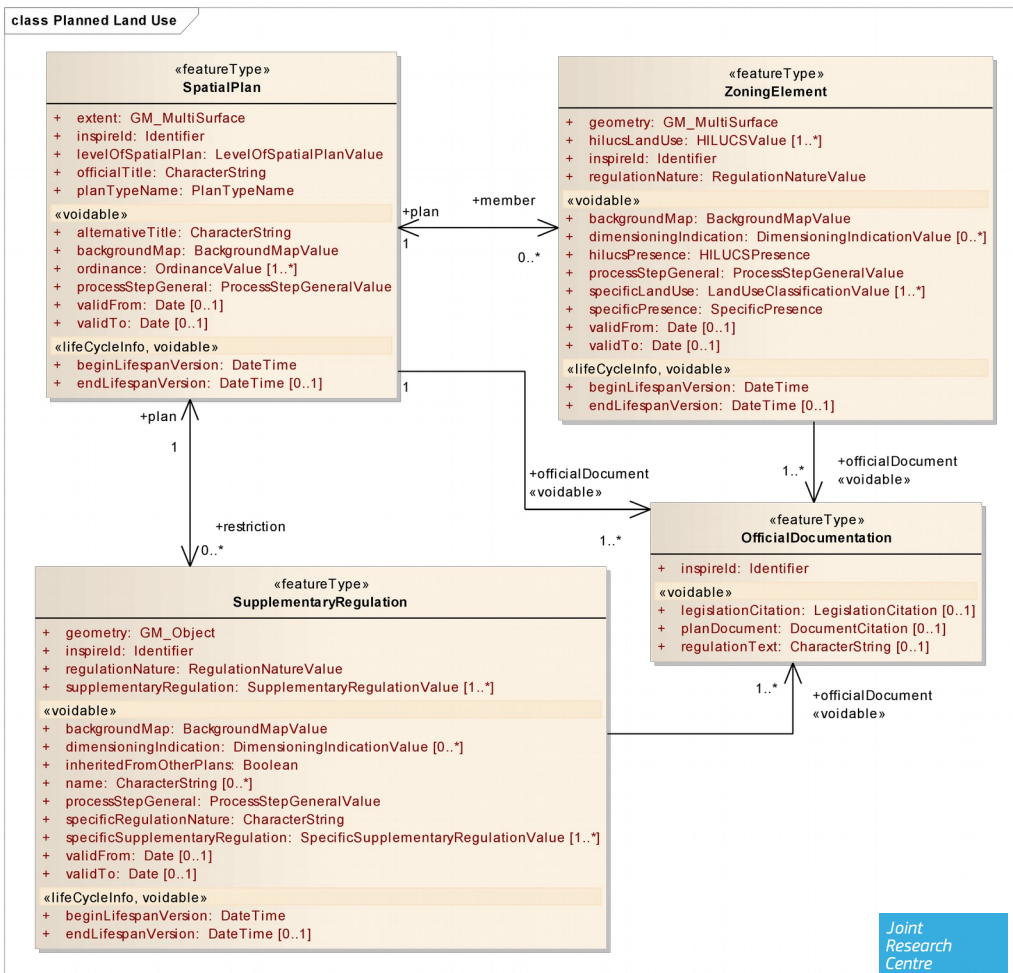 class Planned Land Use
«featureType»
SpatialPlan
+ extent: GM_MultiSurface
+ inspireId: Identifier
+ levelOfSpatialPlan: LevelOfSpatialPlanValue
+ officialTitle: CharacterString
+ planTypeName: PlanTypeName
«voidable»
+ alternativeTitle: CharacterString
+ backgroundMap: BackgroundMapValue
+ ordinance: OrdinanceValue [1..*]
+ processStepGeneral: ProcessStepGeneralValue
+ validFrom: Date [0..1]
+ validTo: Date [0..1]
«lifeCycleInfo, voidable»
+ beginLifespanVersion: DateTime
+ endLifespanVersion: DateTime [0..1]
+plan
1
+member
0..*
«featureType»
ZoningElement
+ geometry: GM_MultiSurface
+ hilucsLandUse: HILUCSValue [1..*]
+ inspireId: Identifier
+ regulationNature: RegulationNatureValue
«voidable»
+ backgroundMap: BackgroundMapValue
+ dimensioningIndication: DimensioningIndicationValue [0..*]
+ hilucsPresence: HILUCSPresence
+ processStepGeneral: ProcessStepGeneralValue
+ specificLandUse: LandUseClassificationValue [1..*]
+ specificPresence: SpecificPresence
+ validFrom: Date [0..1]
+ validTo: Date [0..1]
«lifeCycleInfo, voidable»
+ beginLifespanVersion: DateTime
+ endLifespanVersion: DateTime [0..1]
1
+officialDocument
«voidable»
1..*
1..*
+officialDocument
«voidable»
+plan
1
+restriction
0..*
«featureType»
OfficialDocumentation
+ inspireId: Identifier
«voidable»
+ legislationCitation: LegislationCitation [0..1]
+ planDocument: DocumentCitation [0..1]
+ regulationText: CharacterString [0..1]
1..*
+officialDocument
«voidable»
«featureType»
SupplementaryRegulation
+ geometry: GM_Object
+ inspireId: Identifier
+ regulationNature: RegulationNatureValue
+ supplementaryRegulation: SupplementaryRegulationValue [1..*]
«voidable»
+ backgroundMap: BackgroundMapValue
+ dimensioningIndication: DimensioningIndicationValue [0..*]
+ inheritedFromOtherPlans: Boolean
+ name: CharacterString [0..*]
+ processStepGeneral: ProcessStepGeneralValue
+ specificRegulationNature: CharacterString
+ specificSupplementaryRegulation: SpecificSupplementaryRegulationValue [1..*]
+ validFrom: Date [0..1]
+ validTo: Date [0..1]
«lifeCycleInfo, voidable»
+ beginLifespanVersion: DateTime
+ endLifespanVersion: DateTime [0..1]
Joint
Research
Centre